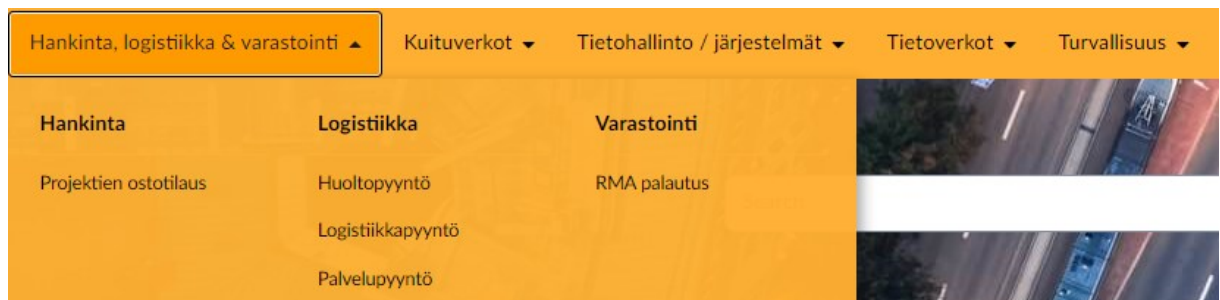 Hankinta, logistiikka & varastointi
Kuituverkot
Tietohallinto / järjestelmät
Tietoverkot
Turvallisuus
Hankinta
Projektien ostotilaus
Logistiikka
Huoltopyyntö
Logistiikkapyyntö
Palvelupyyntö
Varastointi
RMA palautus